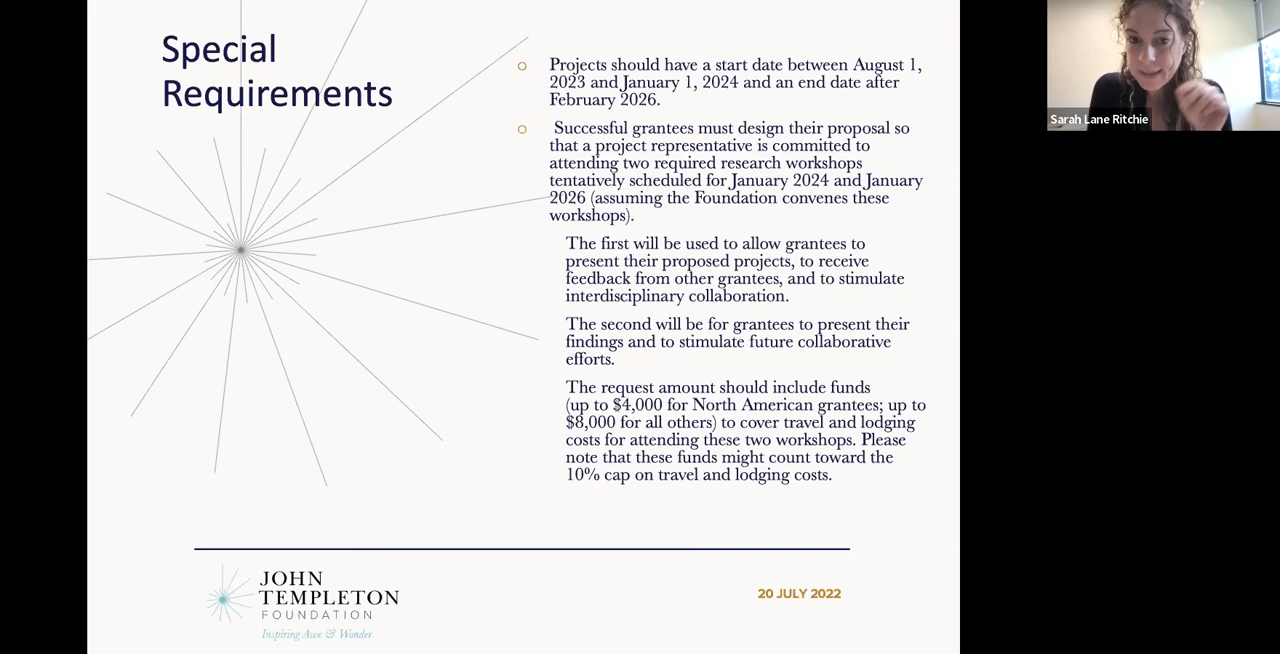 Special
Requirements
Projects should have a start date between August 1,
2023 and January 1, 2024 and an end date after
February 2026.
Successful grantees must design their proposal so
that a project representative is committed to
attending two required research workshops
tentatively scheduled for January 2024 and January
2026 (assuming the Foundation convenes these
workshops).
The first will be used to allow grantees to
present their proposed projects, to receive
feedback from other grantees, and to stimulate
interdisciplinary collaboration.
The second will be for grantees to present their
findings and to stimulate future collaborative
efforts.
The request amount should include funds
(up to $4,000 for North American grantees; up to
$8,000 for all others) to cover travel and lodging
costs for attending these two workshops. Please
note that these funds might count toward the
10% cap on travel and lodging costs.
JOHN
TEMPLETON
FOUNDATION
Inspiring Awe & Wonder
20 JULY 2022
Sarah Lane Ritchie